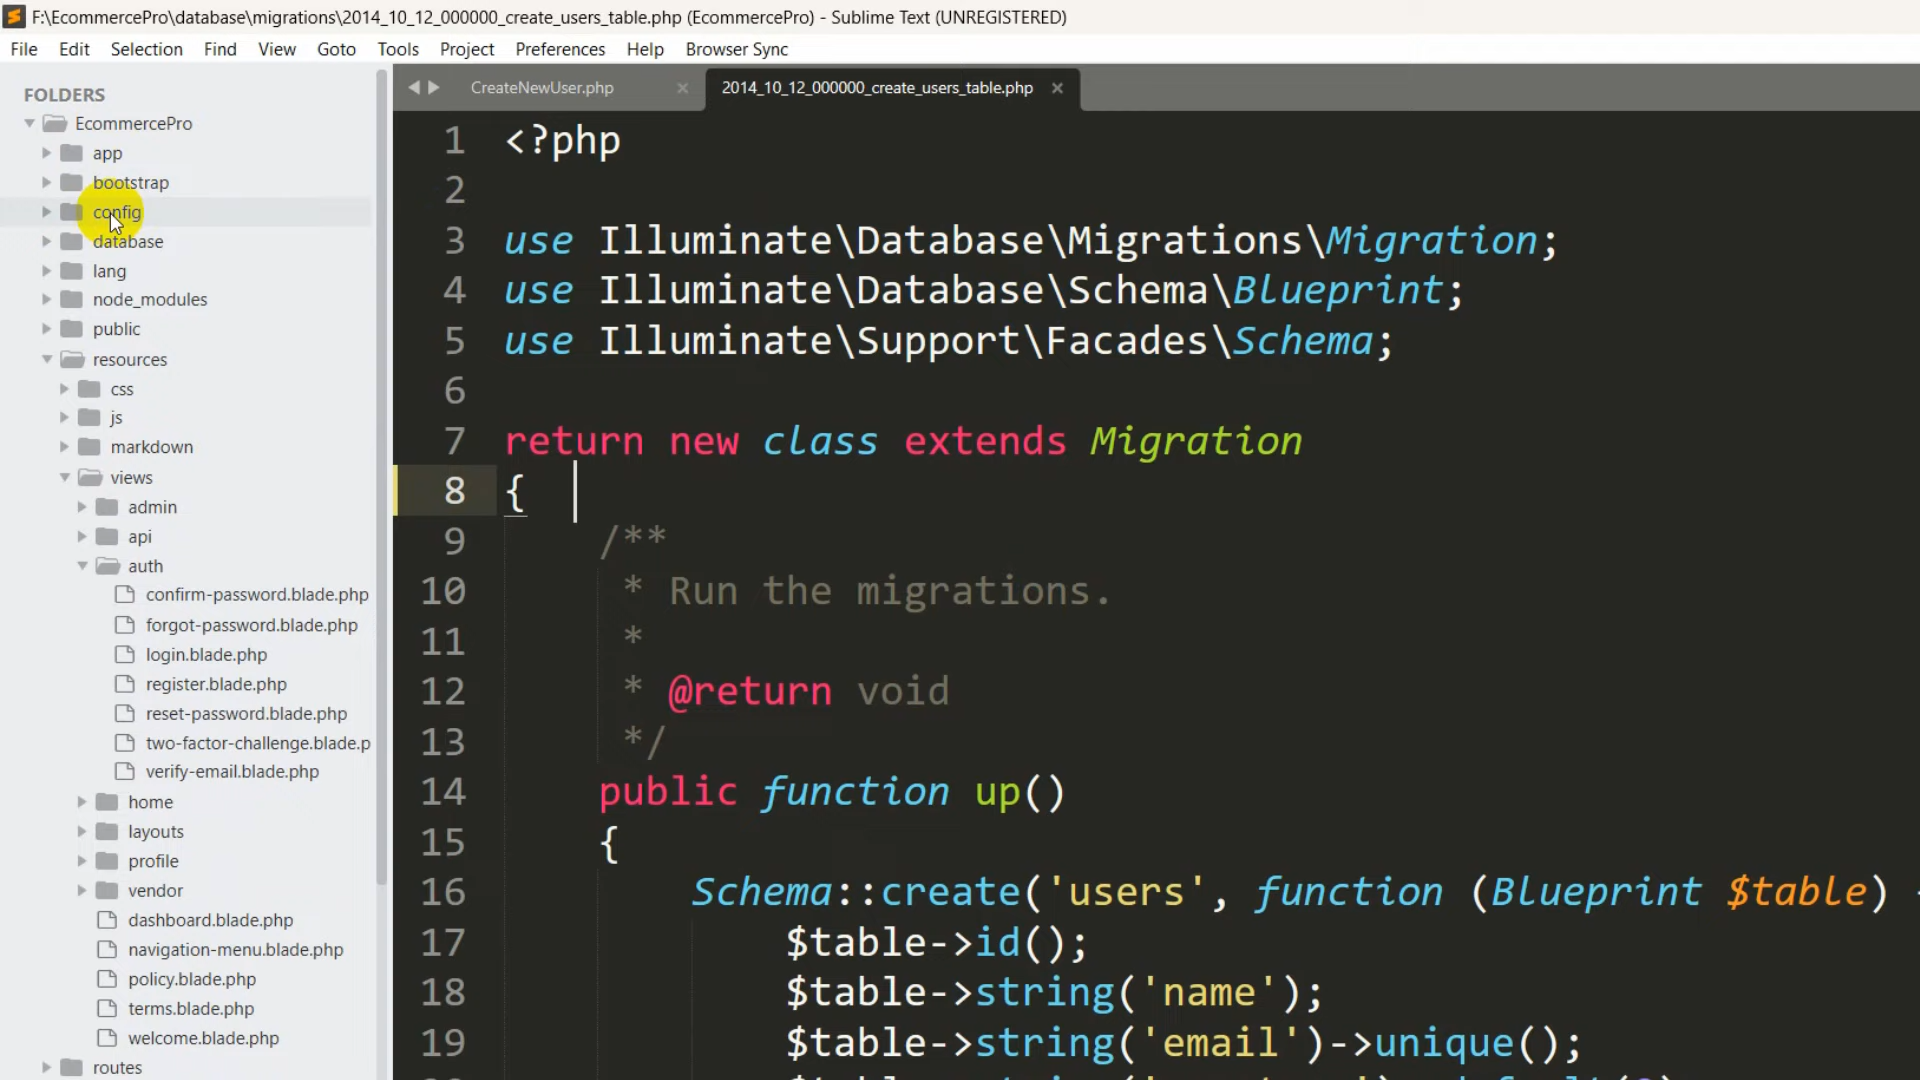 F:\EcommercePro\database\migrations\2014_10_12_000000_create_users_table.php (EcommercePro) - Sublime Text (UNREGISTERED)
File Edit Selection Find View Goto Tools Project Preferences Help Browser Sync
FOLDERS
EcommercePro
app
bootstrap
config
database
lang
node_modules
public
resources
css
js
markdown
views
admin
api
auth
confirm-password.blade.php
forgot-password.blade.php
login.blade.php
register.blade.php
reset-password.blade.php
two-factor-challenge.blade.p
verify-email.blade.php
home
layouts
profile
vendor
dashboard.blade.php
navigation-menu.blade.php
policy.blade.php
terms.blade.php
welcome.blade.php
routes
CreateNewUser.php 2014_10_12_000000_create_users_table.php
1 <?php
2
3 use Illuminate\Database\Migrations\Migration;
4 use Illuminate\Database\Schema\Blueprint;
5 use Illuminate\Support\Facades\Schema;
6
7 return new class extends Migration
8 {
9 /**
10 * Run the migrations.
11 *
12 * @return void
13 */
14 public function up()
15 {
16 Schema::create('users', function (Blueprint $table)
17 $table->id();
18 $table->string('name');
19 $table->string('email')->unique();